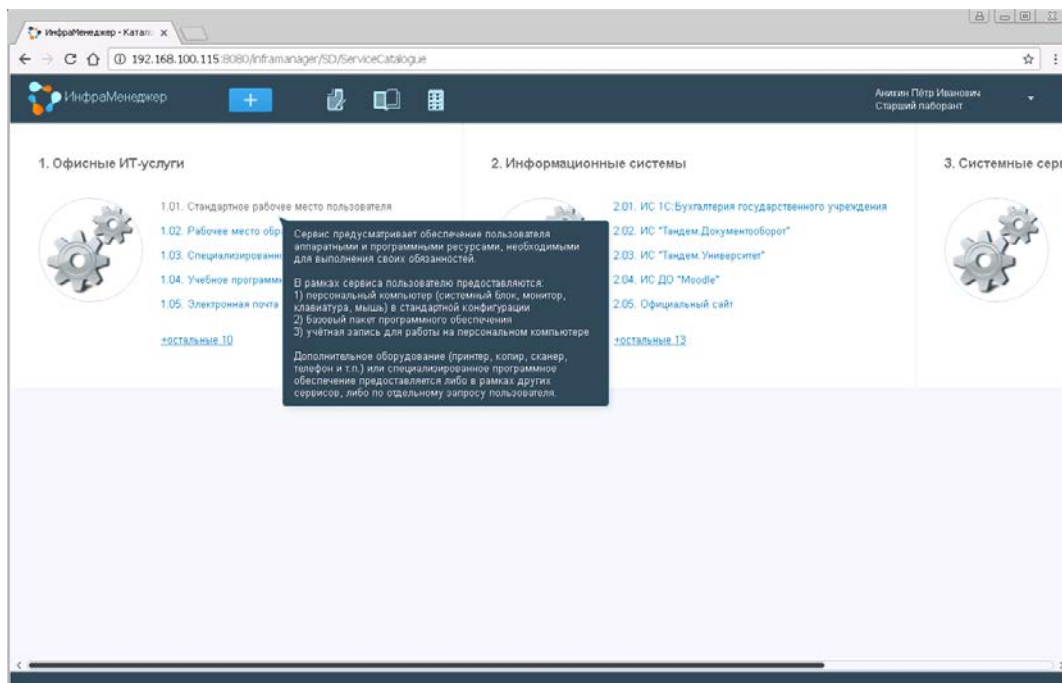 ИнфраМенеджер - Катало
192.168.100.115:8080/inframanager/SD/ServiceCatalogue
ИнфраМенеджер
Аникин Пётр Иванович
Старший лаборант
1. Офисные ИТ-услуги
1.01. Стандартное рабочее место пользователя
1.02. Рабочее место обр
1.03. Специализированн
1.04. Учебное программн
1.05. Электронная почта
+остальные 10
Сервис предусматривает обеспечение пользователя
аппаратными и программными ресурсами, необходимыми
для выполнения своих обязанностей.
В рамках сервиса пользователю предоставляются:
1) персональный компьютер (системный блок, монитор,
клавиатура, мышь) в стандартной конфигурации
2) базовый пакет программного обеспечения
3) учётная запись для работы на персональном компьютере
Дополнительное оборудование (принтер, копир, сканер,
телефон и т.п.) или специализированное программное
обеспечение предоставляется либо в рамках других
сервисов, либо по отдельному запросу пользователя.
2. Информационные системы
2.01. ИС 1С:Бухгалтерия государственного учреждения
2.02. ИС "Тандем.Документооборот"
2.03. ИС "Тандем.Университет"
2.04. ИС ДО "Moodle"
2.05. Официальный сайт
+остальные 13
3. Системные серв